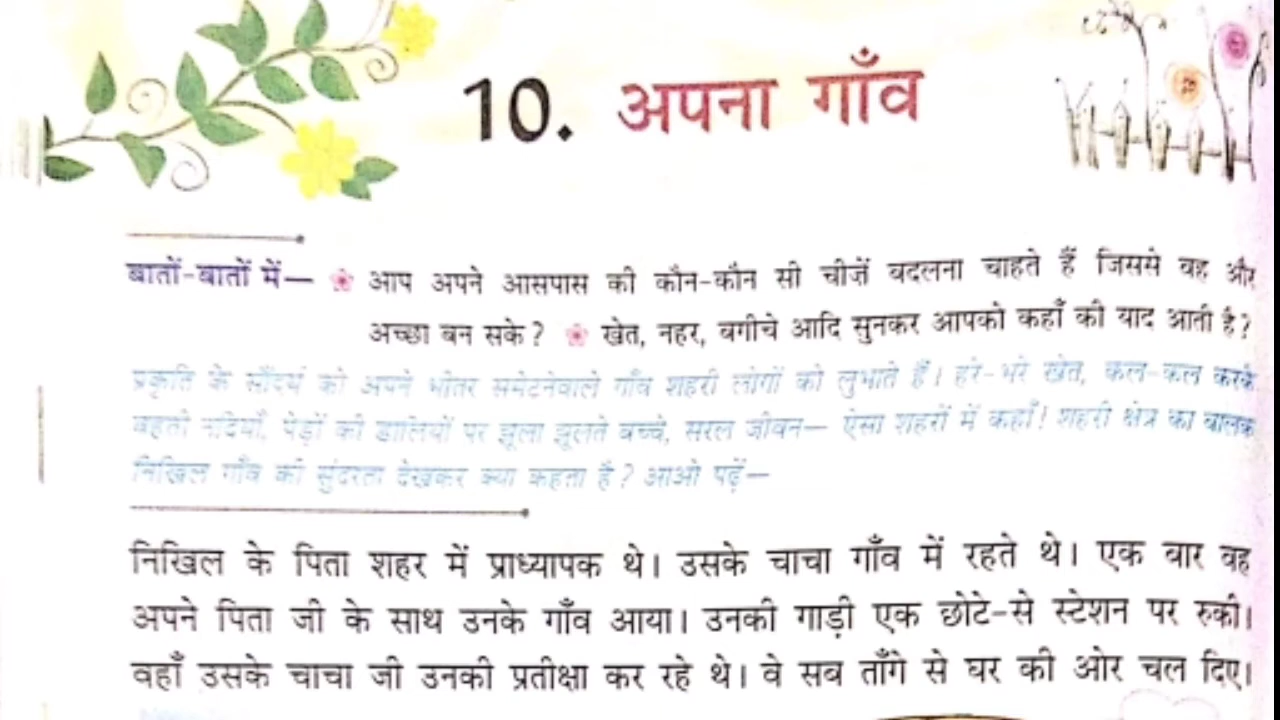 10. अपना गाँव
बातों-बातों में— आप अपने आसपास की कौन-कौन सी चीज़ें बदलना चाहते हैं जिससे वह और
अच्छा बन सके? खेत, नहर, बगीचे आदि सुनकर आपको कहाँ की याद आती है?
प्रकृति के सौंदर्य को अपने भीतर समेटनेवाले गाँव शहरी लोगों को लुभाते हैं। हरे-भरे खेत, कल-कल करके
बहती नदियाँ, पेड़ों की डालियों पर झूला झूलते बच्चे, सरल जीवन— ऐसा शहरों में कहाँ! शहरी क्षेत्र का बालक
निखिल गाँव की सुंदरता देखकर क्या कहता है? आओ पढ़ें—
निखिल के पिता शहर में प्राध्यापक थे। उसके चाचा गाँव में रहते थे। एक बार वह
अपने पिता जी के साथ उनके गाँव आया। उनकी गाड़ी एक छोटे-से स्टेशन पर रुकी।
वहाँ उसके चाचा जी उनकी प्रतीक्षा कर रहे थे। वे सब ताँगे से घर की ओर चल दिए।